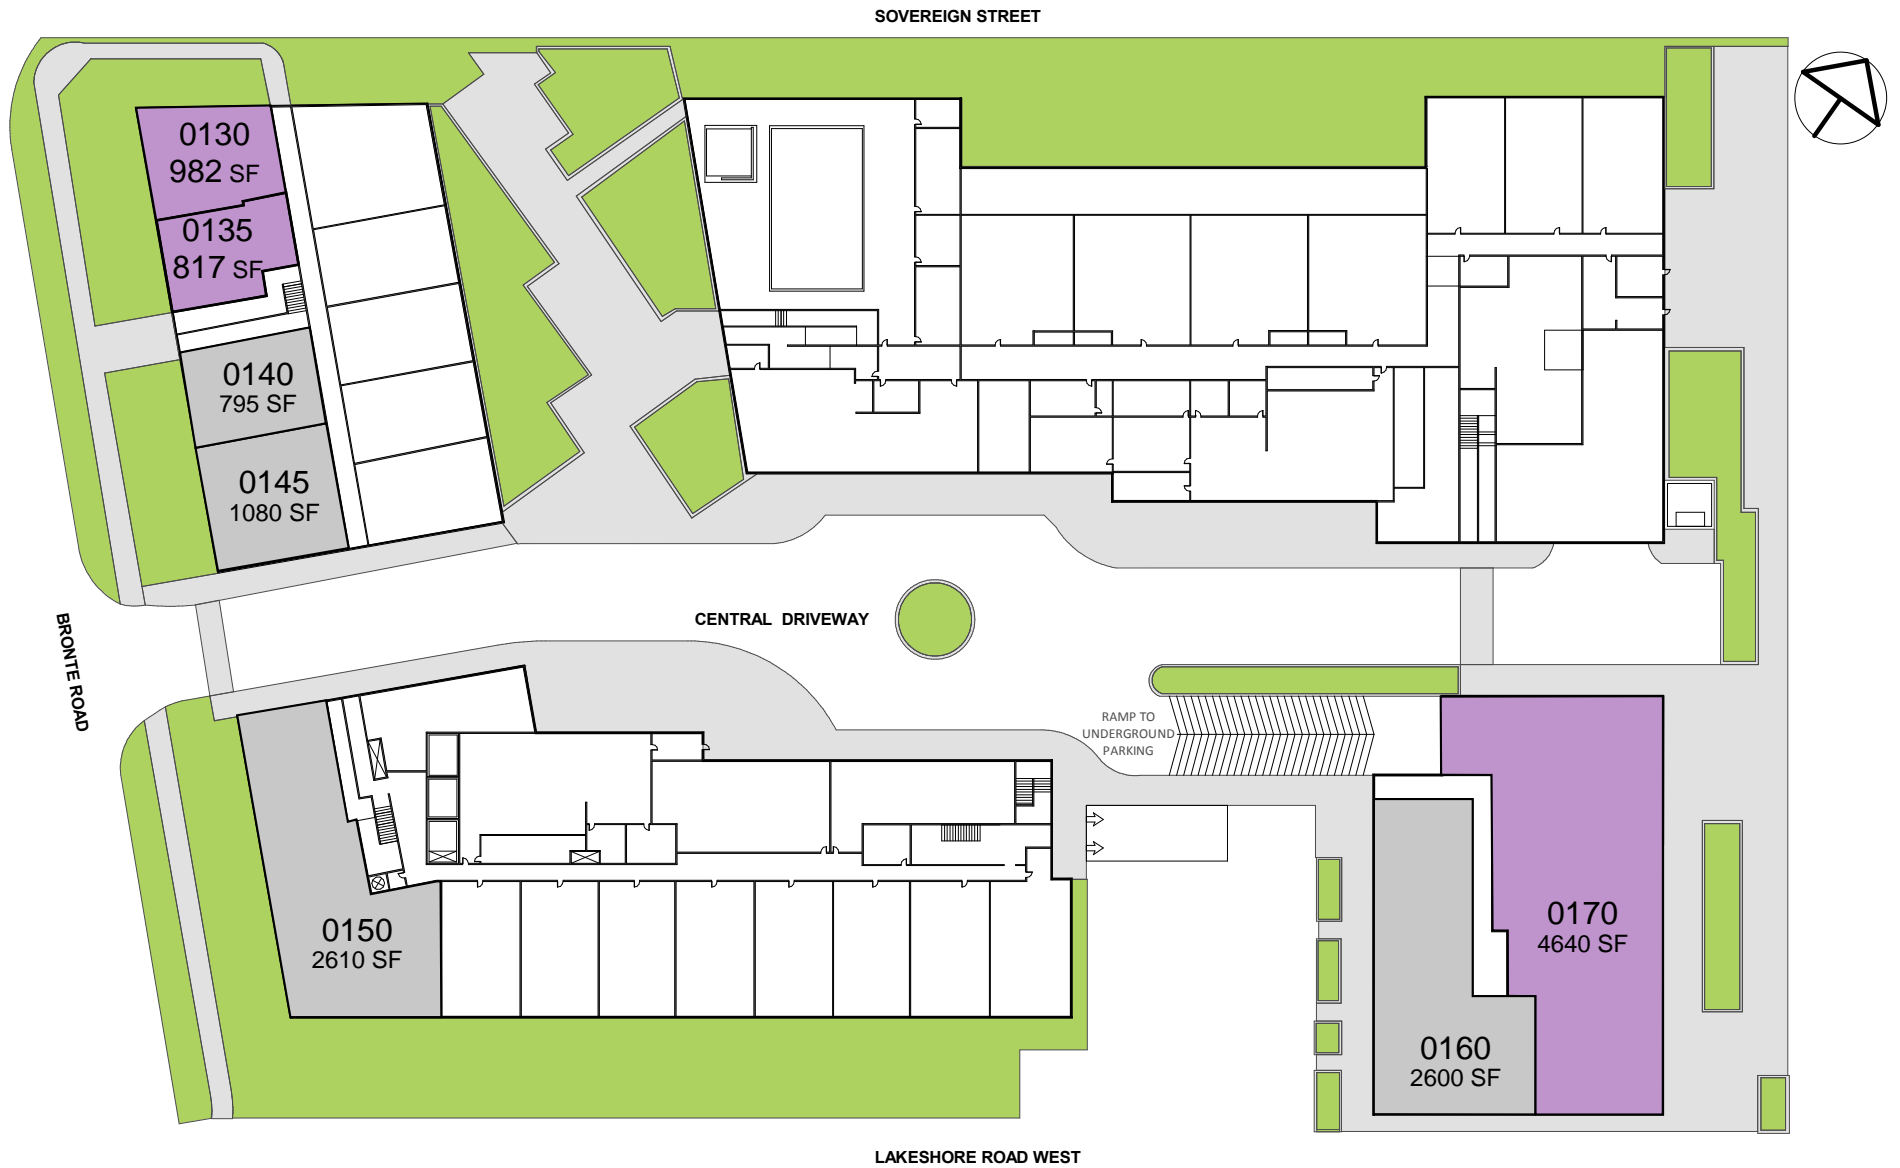 SOVEREIGN STREET
0130
982 SF
0135
817 SF
0140
795 SF
0145
1080 SF
BRONTE ROAD
CENTRAL DRIVEWAY
RAMP TO
UNDERGROUND
PARKING
0150
2610 SF
0170
4640 SF
0160
2600 SF
LAKESHORE ROAD WEST